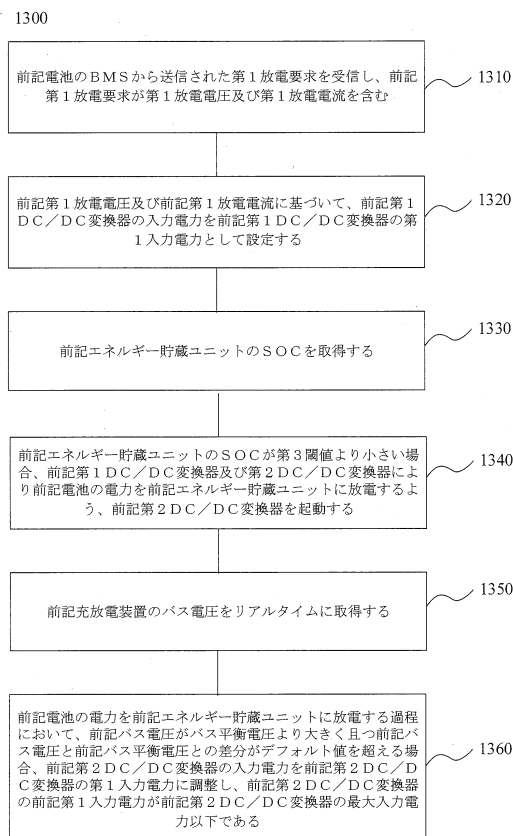 1300
前記電池のＢＭＳから送信された第１放電要求を受信し、前記
第１放電要求が第１放電電圧及び第１放電電流を含む
1310
前記第１放電電圧及び前記第１放電電流に基づいて、前記第１
ＤＣ／ＤＣ変換器の入力電力を前記第１ＤＣ／ＤＣ変換器の第
１入力電力として設定する
1320
前記エネルギー貯蔵ユニットのＳＯＣを取得する
1330
前記エネルギー貯蔵ユニットのＳＯＣが第３閾値より小さい場
合、前記第１ＤＣ／ＤＣ変換器及び第２ＤＣ／ＤＣ変換器によ
り前記電池の電力を前記エネルギー貯蔵ユニットに放電するよ
う、前記第２ＤＣ／ＤＣ変換器を起動する
1340
前記充放電装置のバス電圧をリアルタイムに取得する
1350
前記電池の電力を前記エネルギー貯蔵ユニットに放電する過程
において、前記バス電圧がバス平衡電圧より大きく且つ前記バ
ス電圧と前記バス平衡電圧との差分がデフォルト値を超える場
合、前記第２ＤＣ／ＤＣ変換器の入力電力を前記第２ＤＣ／Ｄ
Ｃ変換器の第１入力電力に調整し、前記第２ＤＣ／ＤＣ変換器
の前記第１入力電力が前記第２ＤＣ／ＤＣ変換器の最大入力電
力以下である
1360